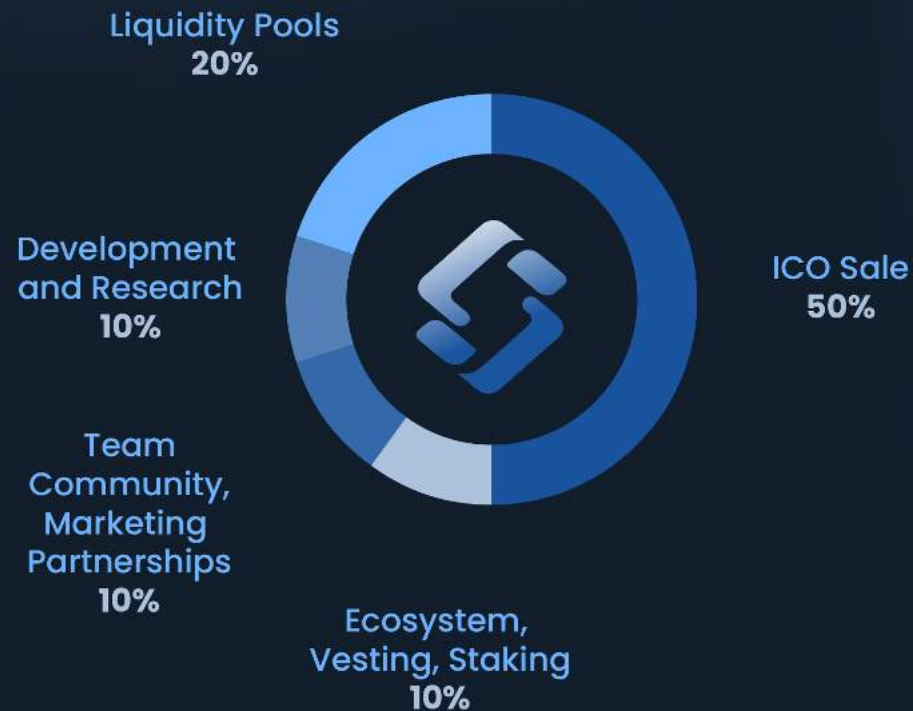 Liquidity Pools
20%
Development
and Research
10%
ICO Sale
50%
Team
Community,
Marketing
Partnerships
10%
Ecosystem,
Vesting, Staking
10%